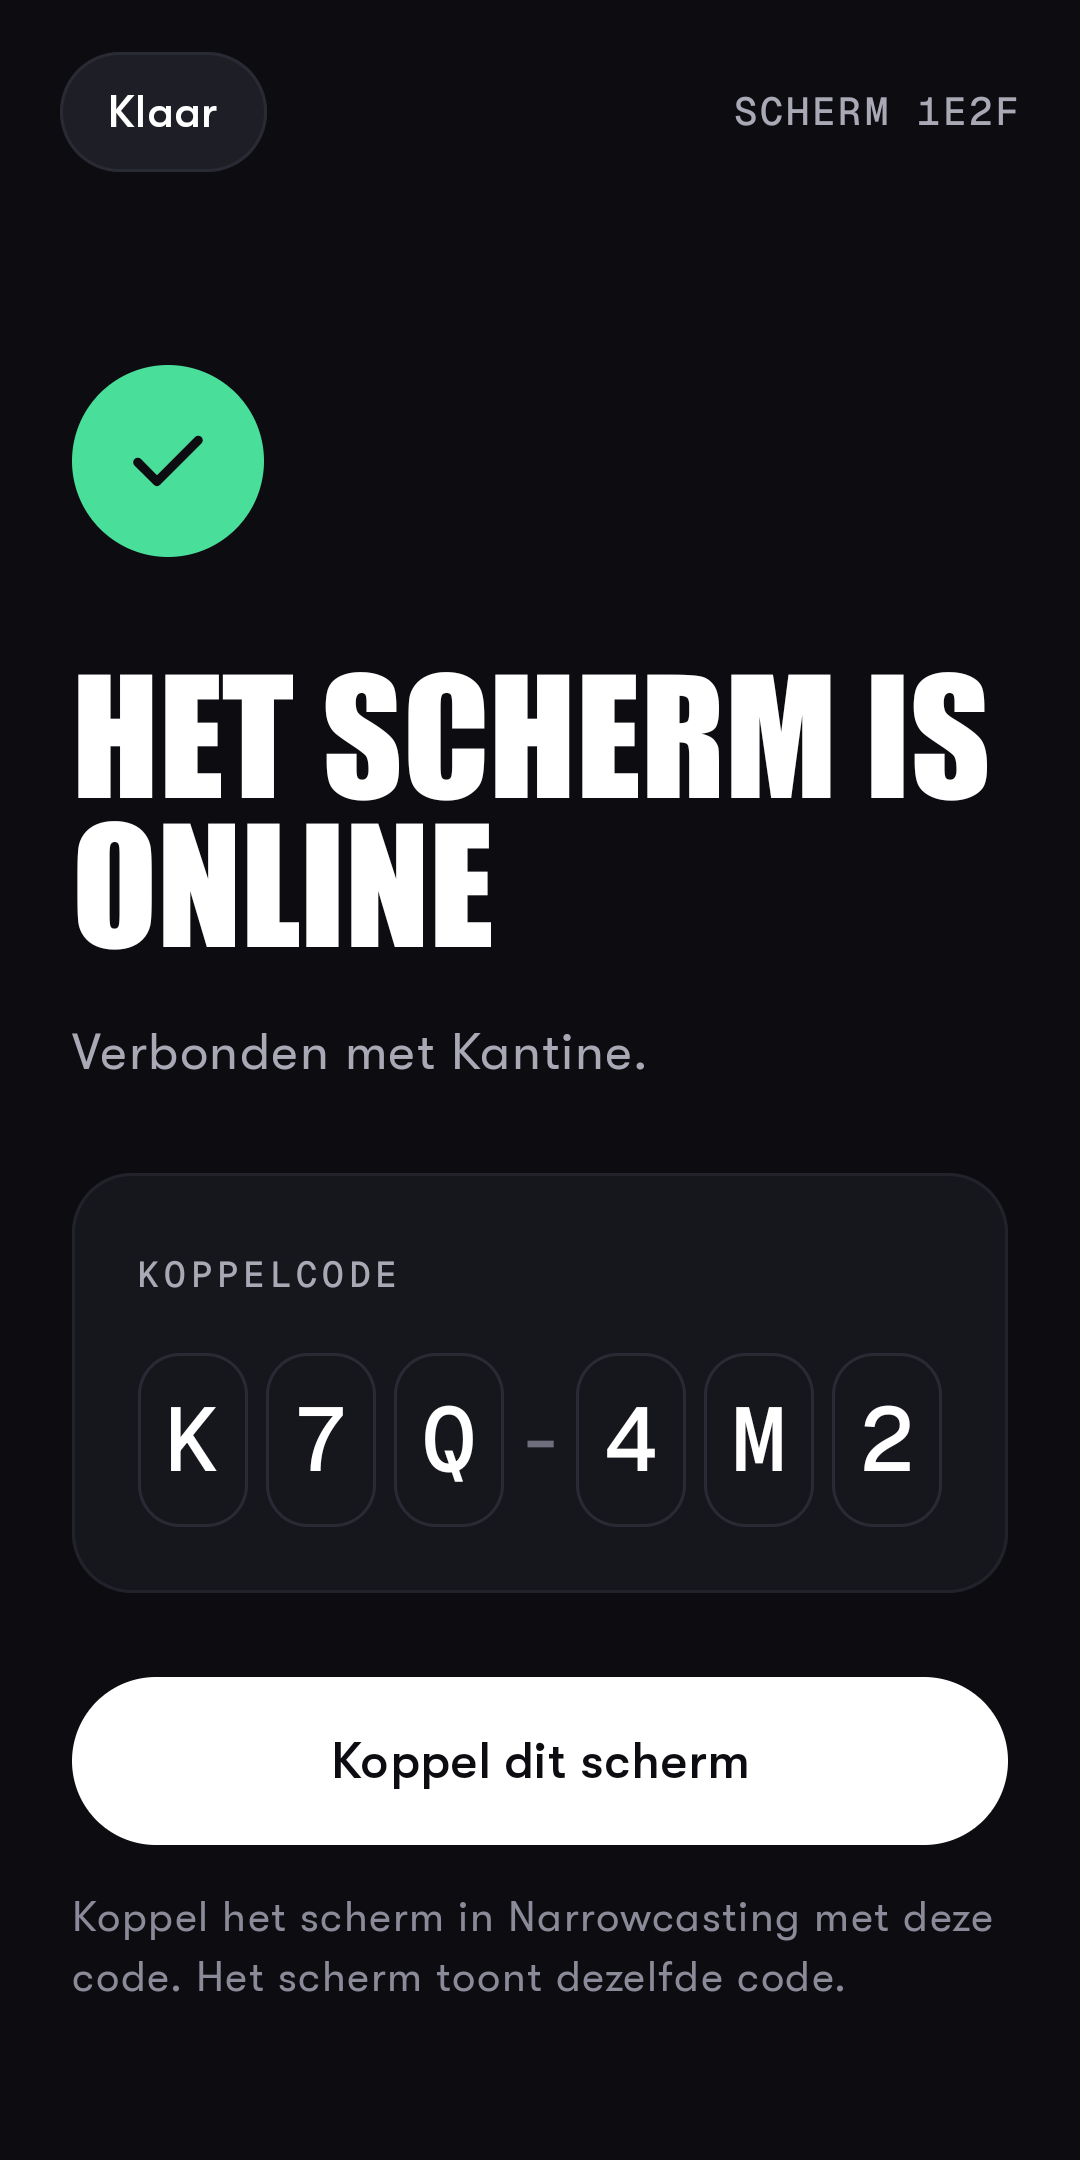 Klaar
SCHERM 1E2F
HET SCHERM IS
ONLINE
Verbonden met Kantine.
KOPPELCODE
K7Q-4M2
Koppel dit scherm
Koppel het scherm in Narrowcasting met deze
code. Het scherm toont dezelfde code.